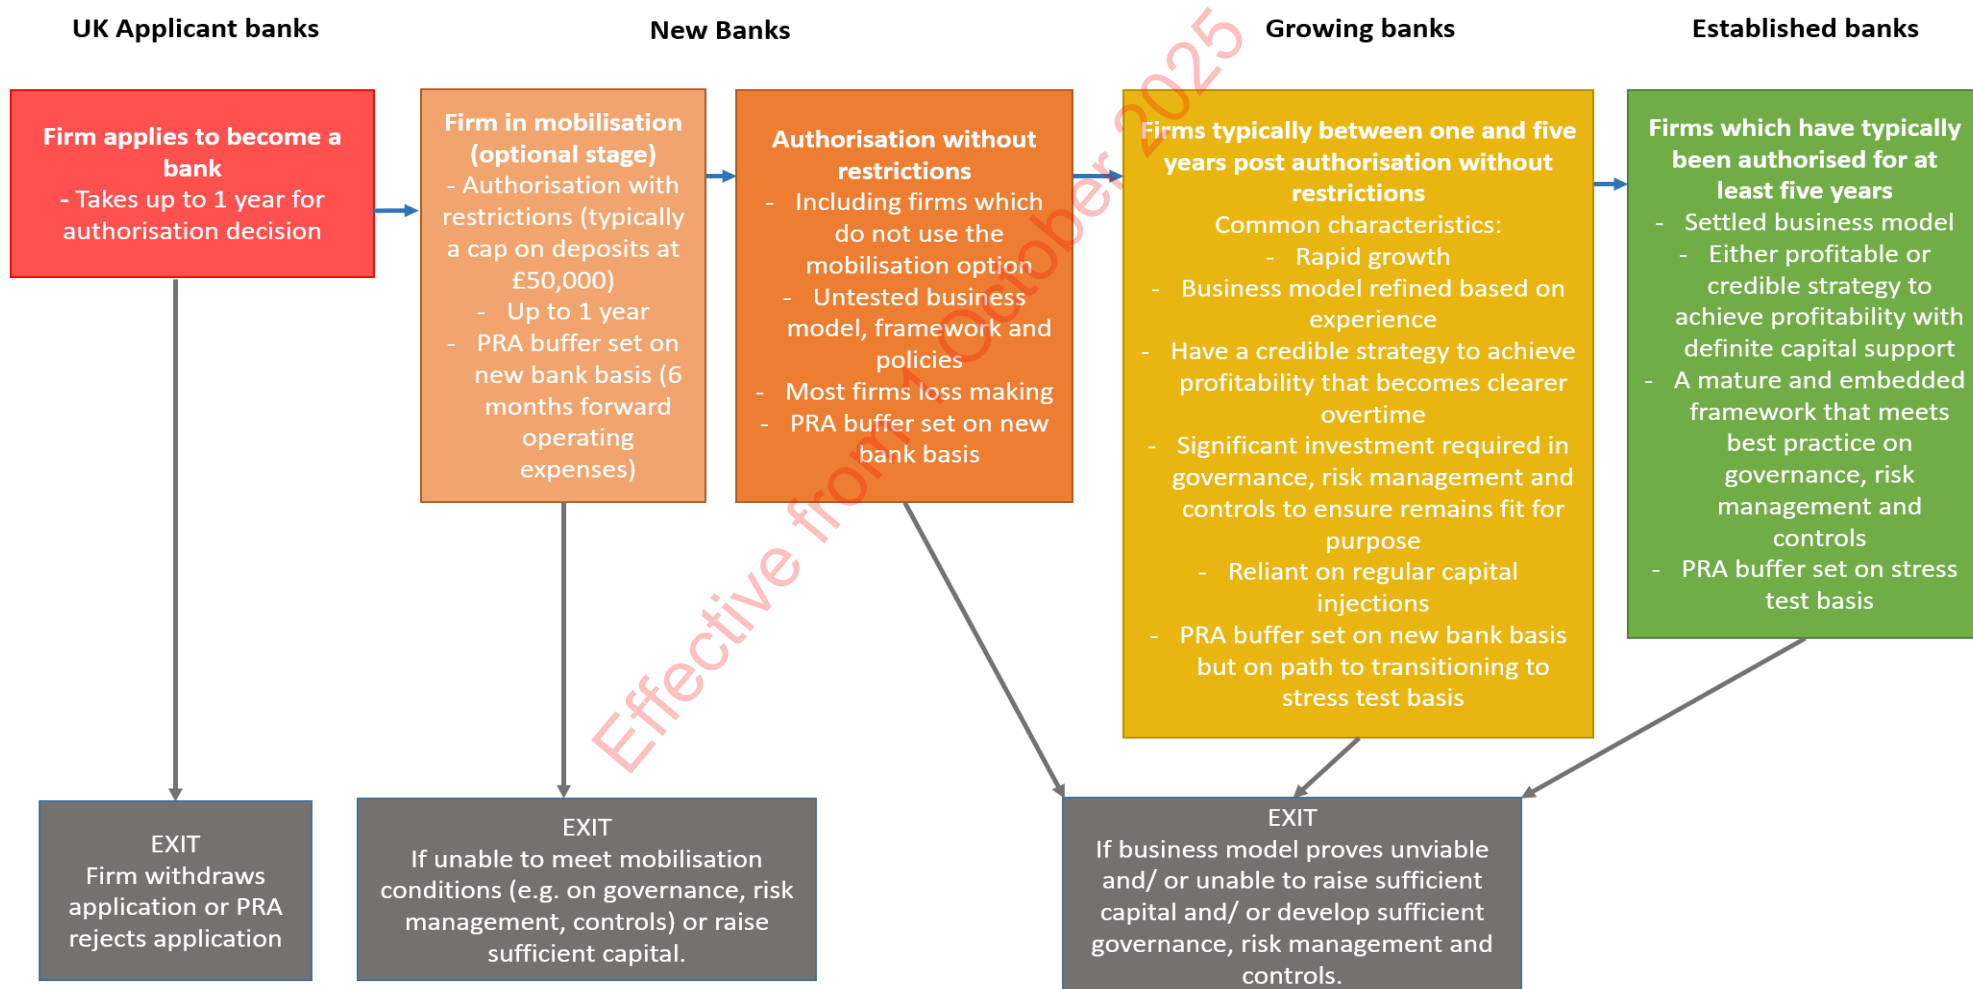 UK Applicant banks
New Banks
Growing banks
Established banks
Firm applies to become a
bank
- Takes up to 1 year for
authorisation decision
Firm in mobilisation
(optional stage)
- Authorisation with
restrictions (typically
a cap on deposits at
£50,000)
- Up to 1 year
- PRA buffer set on
new bank basis (6
months forward
operating
expenses)
Authorisation without
restrictions
- Including firms which
do not use the
mobilisation option
- Untested business
model, framework and
policies
- Most firms loss making
- PRA buffer set on new
bank basis
Firms typically between one and five
years post authorisation without
restrictions
Common characteristics:
- Rapid growth
- Business model refined based on
experience
- Have a credible strategy to achieve
profitability that becomes clearer
overtime
- Significant investment required in
governance, risk management and
controls to ensure remains fit for
purpose
- Reliant on regular capital
injections
- PRA buffer set on new bank basis
but on path to transitioning to
stress test basis
Firms which have typically
been authorised for at
least five years
- Settled business model
- Either profitable or
credible strategy to
achieve profitability with
definite capital support
- A mature and embedded
framework that meets
best practice on
governance, risk
management and
controls
- PRA buffer set on stress
test basis
EXIT
Firm withdraws
application or PRA
rejects application
EXIT
If unable to meet mobilisation
conditions (e.g. on governance, risk
management, controls) or raise
sufficient capital.
EXIT
If business model proves unviable
and/ or unable to raise sufficient
capital and/ or develop sufficient
governance, risk management and
controls.
Effective from 1 October 2025